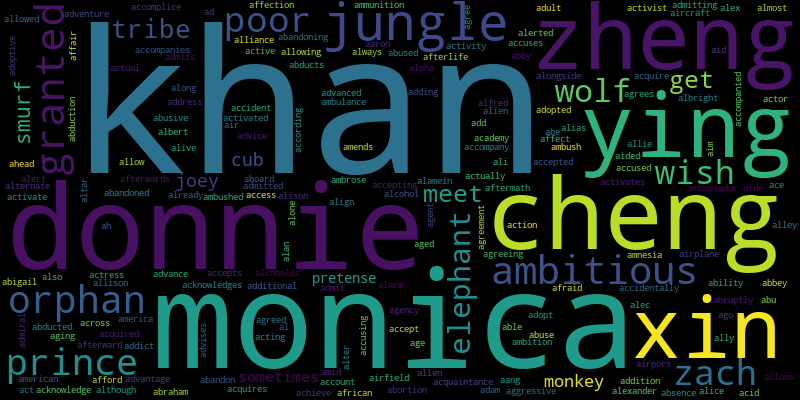 adventure accomplice ad affection ammunition agree adult activist admitting alex almost
allowed poor jungle zheng aircraft
tribe alliance abandoning aaron accuses alerted aid
affair accompanies active allowing always abused activity afterlife abby
adoptive granted khan admits alpha alongside acquire albright accompanied actor
actual abducts adding wolf get agrees
smurf abduction along activated accident advanced ambulance alfred alien adopted
address air according add ying abe alias
abusive albert advice academy affect allie aim
ahead allow alive amends accompany ambush aided accused
alert cub ali accepted wish
alternate afterwards joey aboard ambrose accepting actually activates ambassador aide
activate abandoned altar already ambushed admitted access alison align alcohol alamein meet aftermath cheng ace
donnie alone agent agreement action alley
ah alan aged elephant agreeing amnesia airplane
abigail also actress advance accepts alcoholic pretense ambitious afraid accidentally ability abbey
orphan allison acknowledges additional admit alarm alec abruptly abu
admiral abducted across america monica agency able adopt xin ago
aging acquired agreed al accusing accept abuse ally
prince afterward addict advises acting alter age ambition airport
american afford advantage abandon sometimes amid airfield allen acquaintance aang monkey addition zach allows
act acknowledge although abraham acquires achieve account african abortion adam aggressive alexander absence alice acid